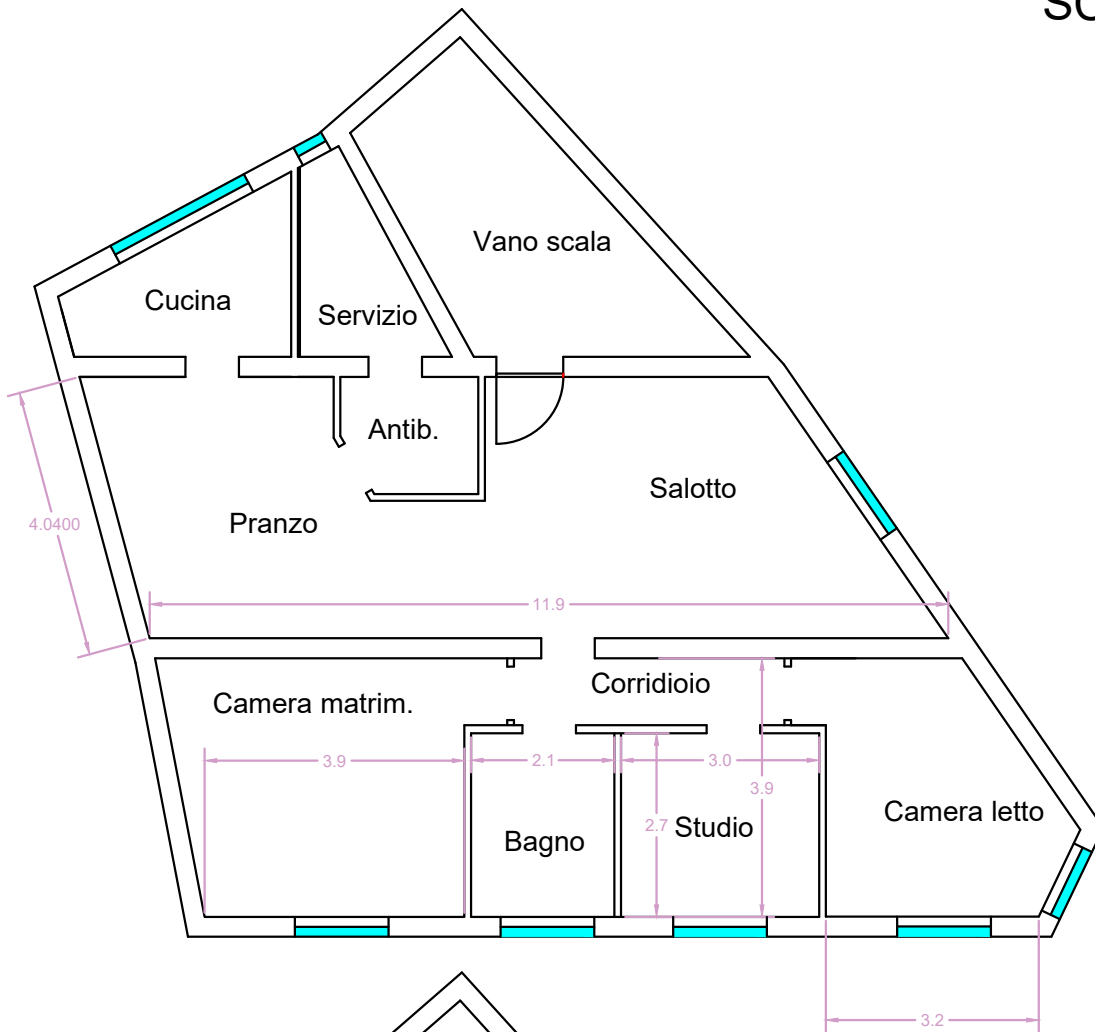 SC
Vano scala
Cucina
Servizio
Antib.
Salotto
4.0400
Pranzo
11.9
Corridioio
Camera matrim.
3.9
2.1
3.0
3.9
Camera letto
2.7
Studio
Bagno
3.2